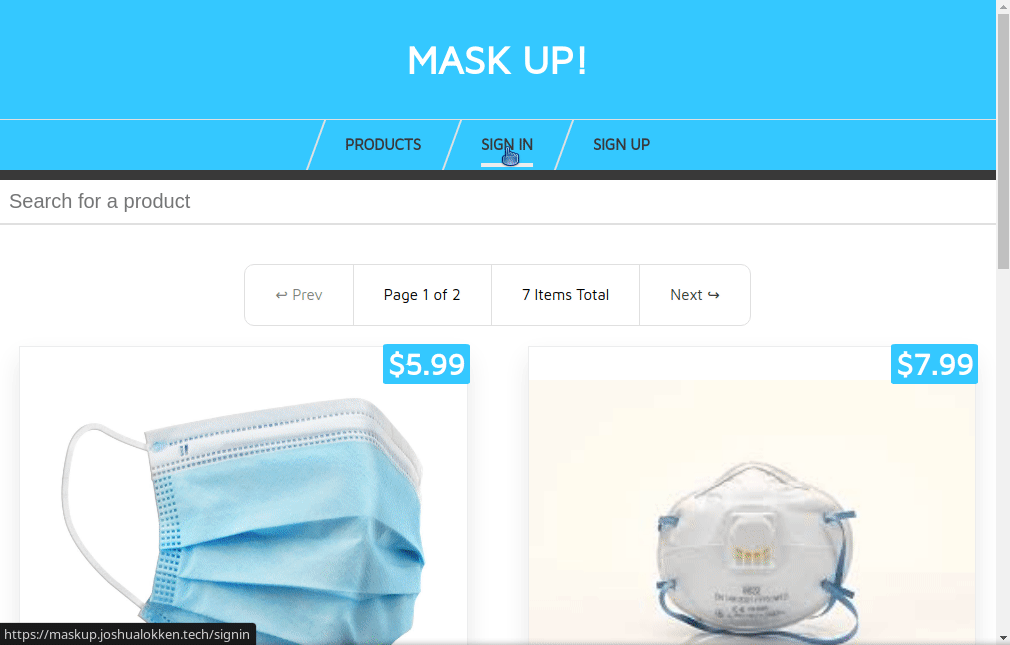 MASK UP!
PRODUCTS
SIGN IN
SIGN UP
Search for a product
↩ Prev
Page 1 of 2
7 Items Total
Next ↪
$5.99
$7.99
https://maskup.joshualokken.tech/signin